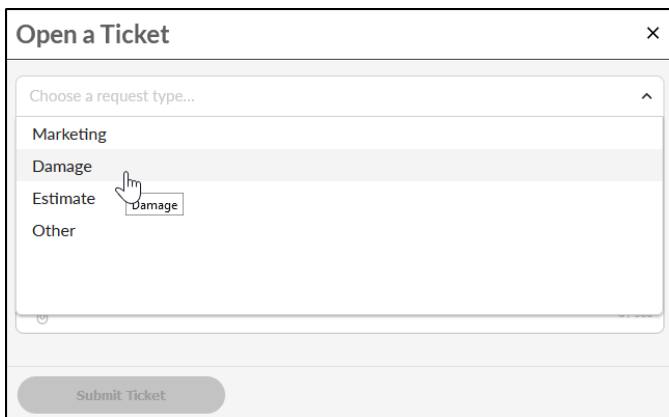 Open a Ticket
Choose a request type...
Marketing
Damage
Estimate
Damage
Other
Submit Ticket